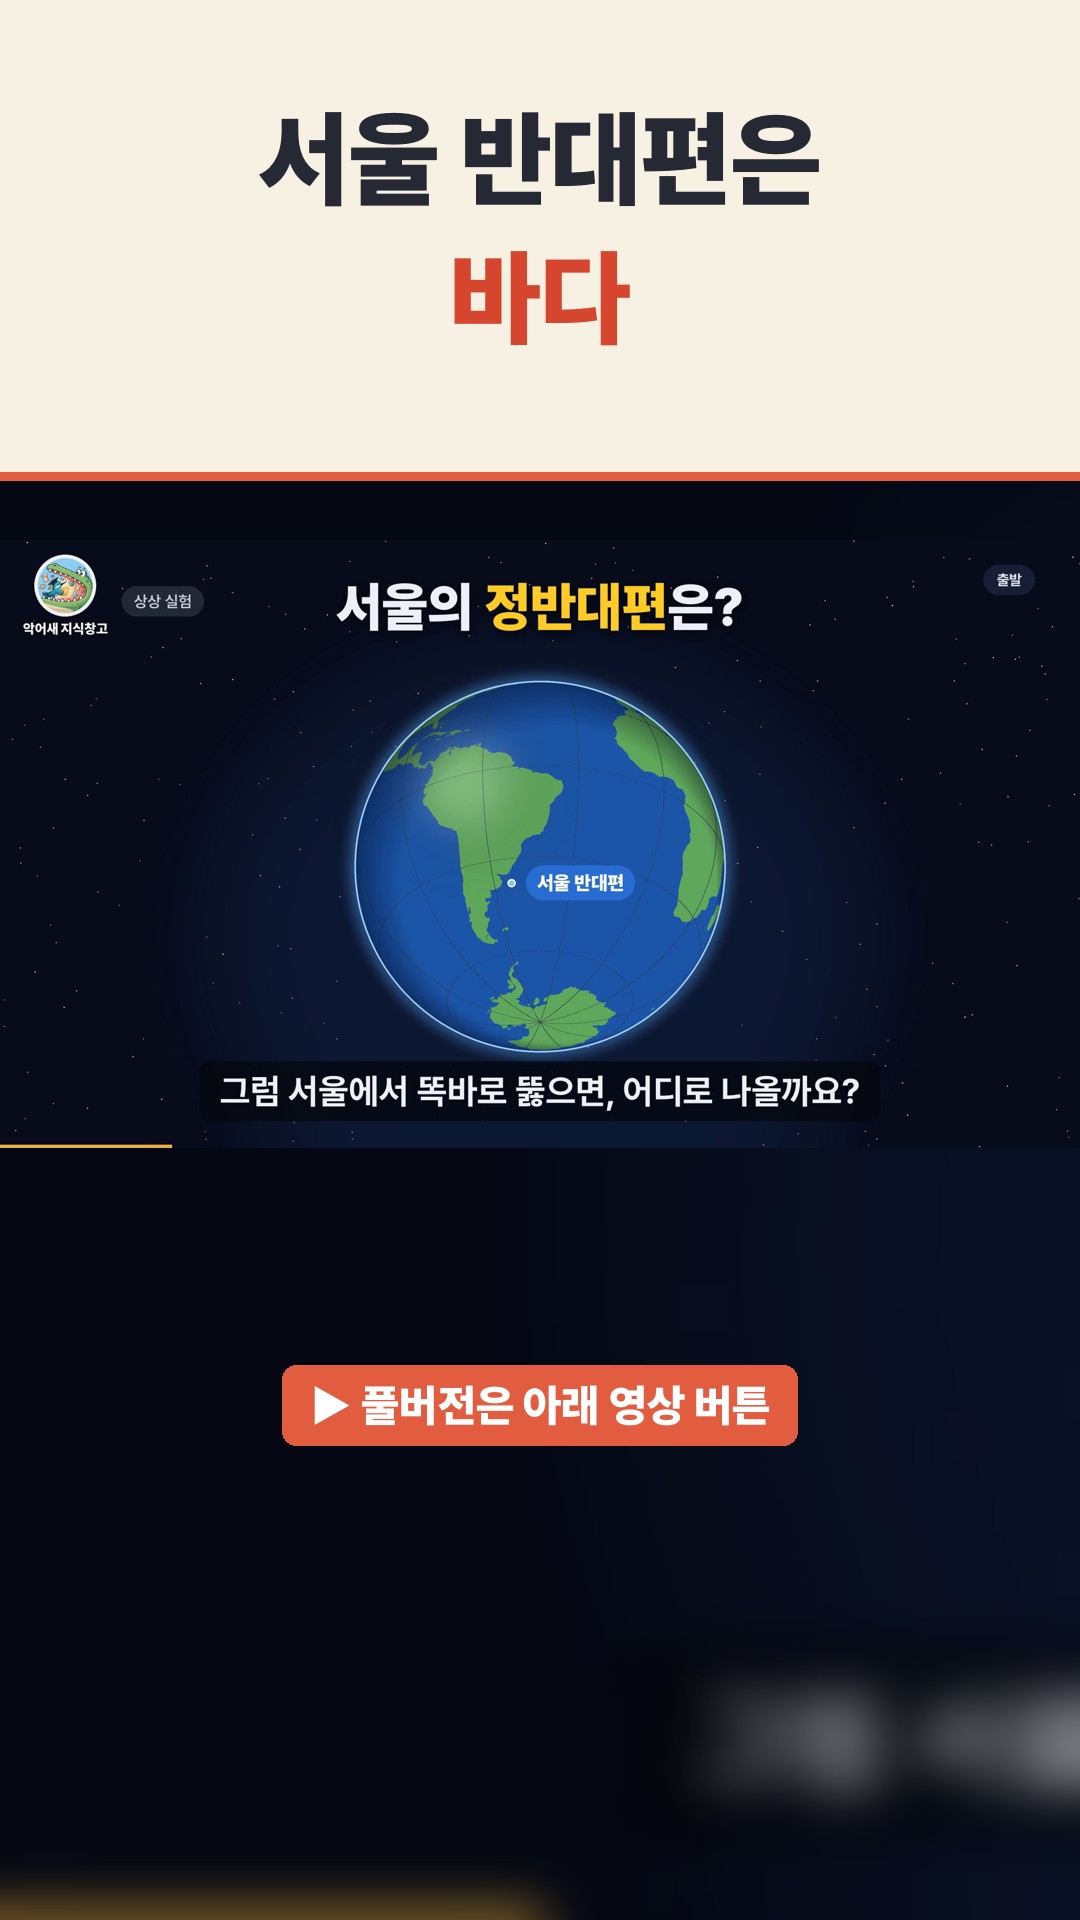 서울 반대편은
바다
악어새 지식창고
상상 실험
서울의 정반대편은?
출발
서울 반대편
그럼 서울에서 똑바로 뚫으면, 어디로 나올까요?
▶ 풀버전은 아래 영상 버튼